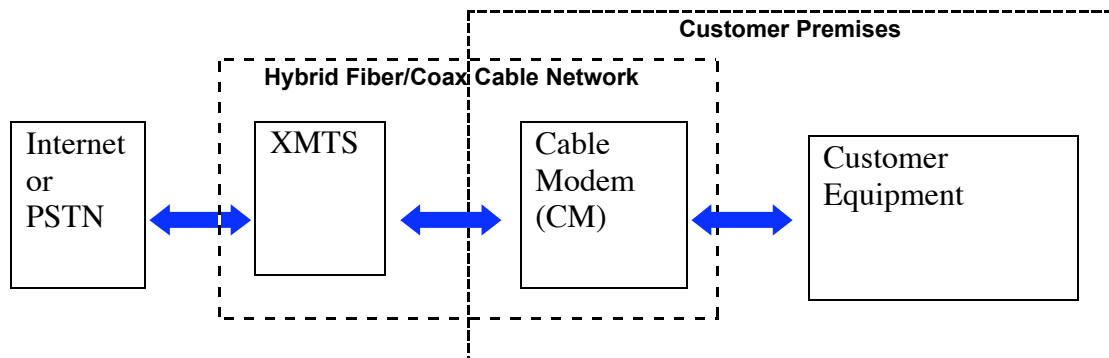 Customer Premises
Hybrid Fiber/Coax Cable Network
Internet
or
PSTN
XMTS
Cable
Modem
(CM)
Customer
Equipment